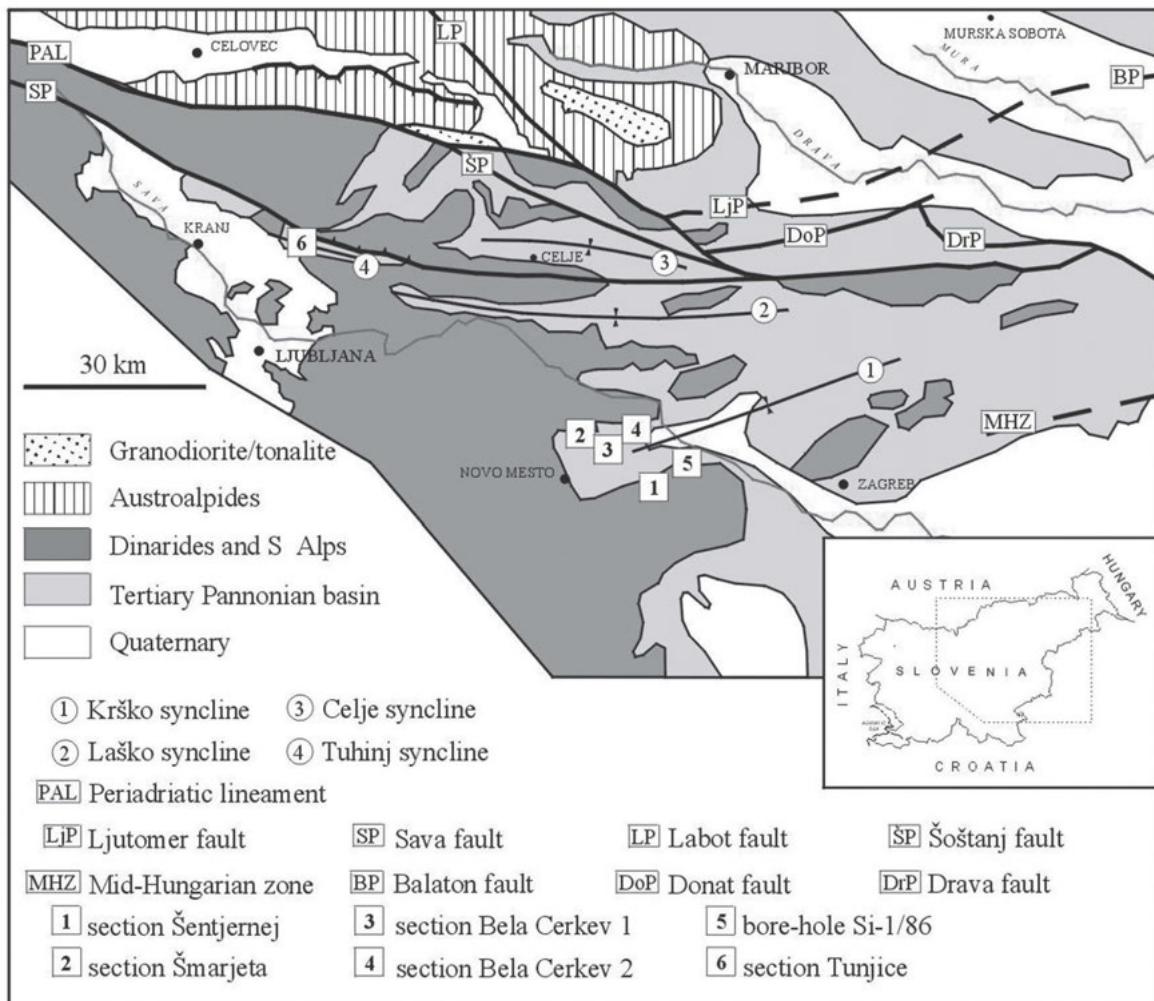 CELOVEC
LP
MURSKA SOBOTA
PAL
MARIBOR
MURA
BP
SP
DRAVA
ŠP
SAVA
LjP
KRANJ
6
DoP
DrP
4
CELJE
3
2
LJUBLJANA
30 km
1
MHZ
2
4
3
5
NOVO MESTO
1
ZAGREB
Granodiorite/tonalite
Austroalpides
Dinarides and S Alps
Tertiary Pannonian basin
Quaternary
AUSTRIA
HUNGARY
ITALY
SLOVENIA
CROATIA
1 Krško syncline 3 Celje syncline
2 Laško syncline 4 Tuhinj syncline
PAL Periadriatic lineament
LjP Ljutomer fault SP Sava fault LP Labot fault ŠP Šoštanj fault
MHZ Mid-Hungarian zone BP Balaton fault DoP Donat fault DrP Drava fault
1 section Šentjernej 3 section Bela Cerkev 1 5 bore-hole Si-1/86
2 section Šmarjeta 4 section Bela Cerkev 2 6 section Tunjice